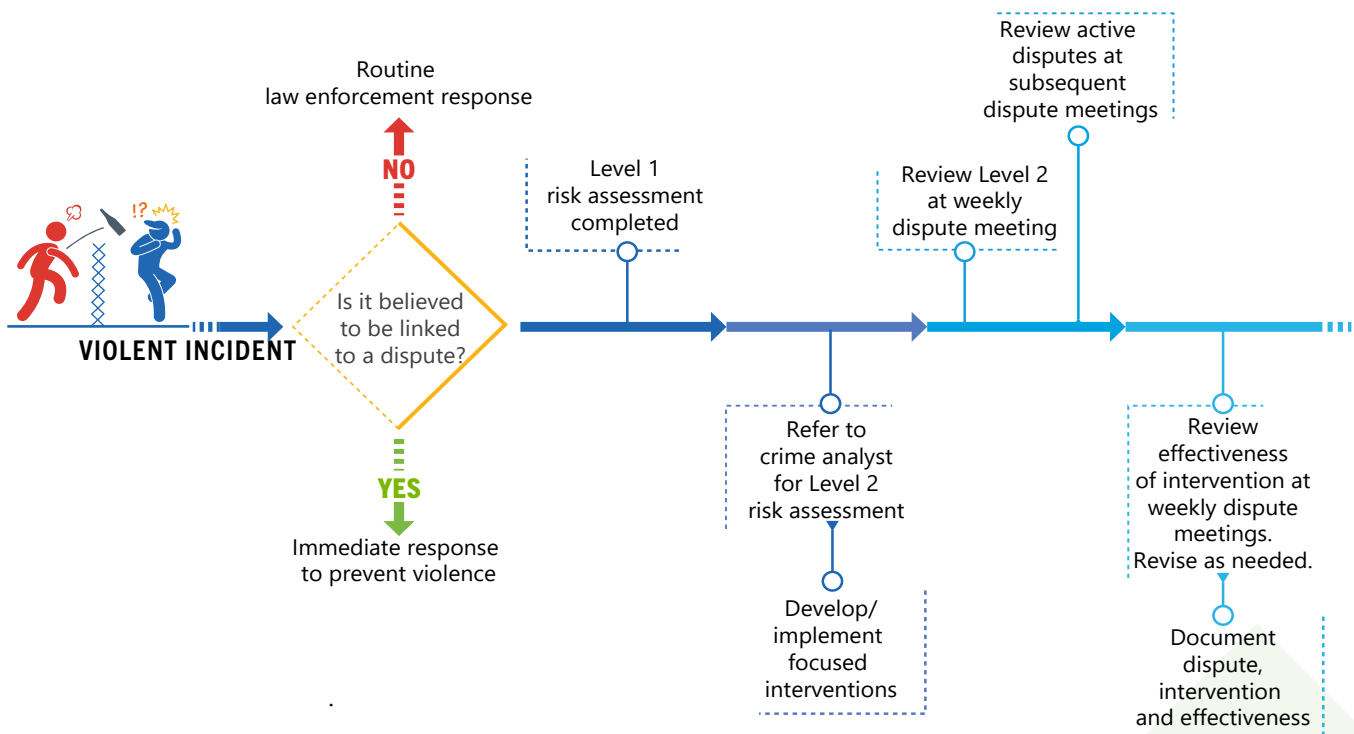 Routine
law enforcement response
NO
!?
VIOLENT INCIDENT
Is it believed
to be linked
to a dispute?
YES
Immediate response
to prevent violence
Level 1
risk assessment
completed
Refer to
crime analyst
for Level 2
risk assessment
Develop/
implement
focused
interventions
Review Level 2
at weekly
dispute meeting
Review active
disputes at
subsequent
dispute meetings
Review
effectiveness
of intervention at
weekly dispute
meetings.
Revise as needed.
Document
dispute,
intervention
and effectiveness
.